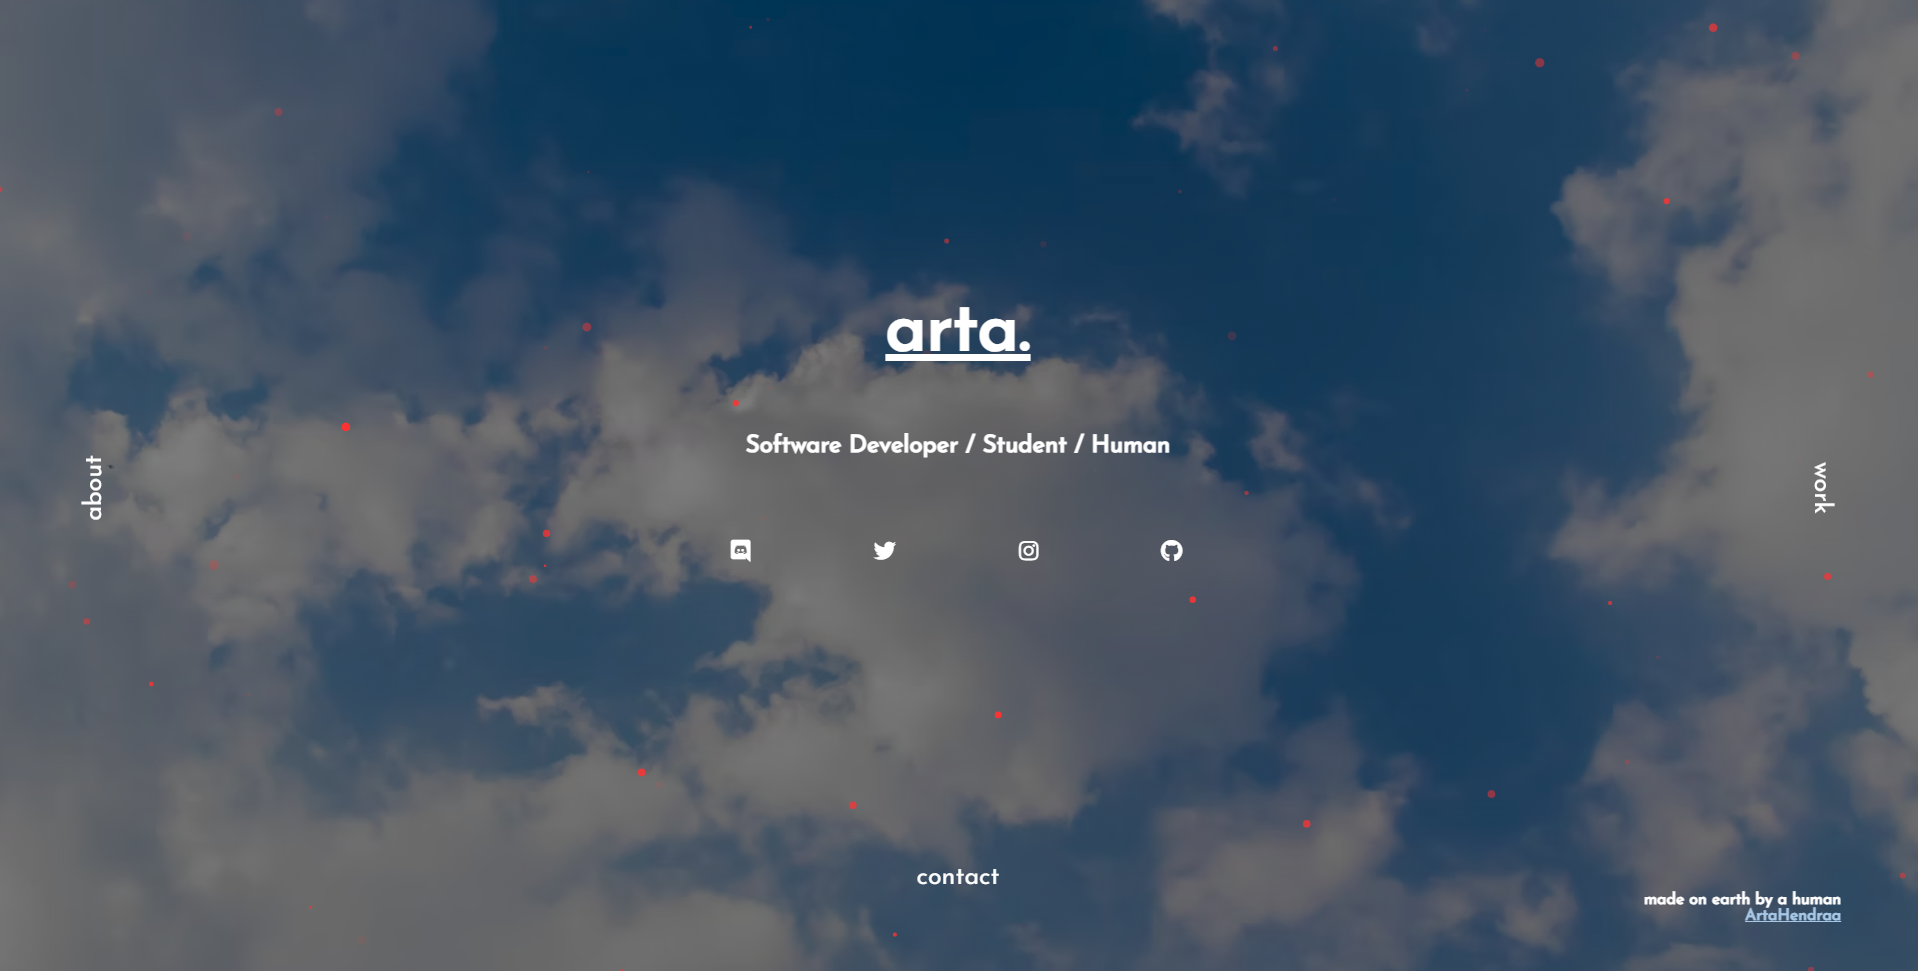 arta.
Software Developer / Student / Human
about
work
contact
made on earth by a human
ArtaHendraa